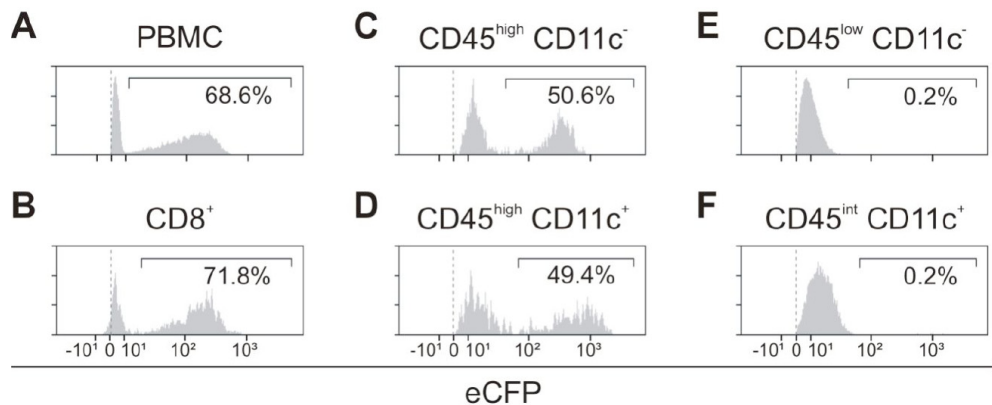 A
PBMC
68.6%
C
CD45high CD11c-
50.6%
E
CD45low CD11c-
0.2%
B
CD8+
71.8%
-10¹ 0 10¹ 10² 10³
D
CD45high CD11c+
49.4%
-10¹ 0 10¹ 10² 10³
F
CD45int CD11c+
0.2%
-10¹ 0 10¹ 10² 10³
eCFP